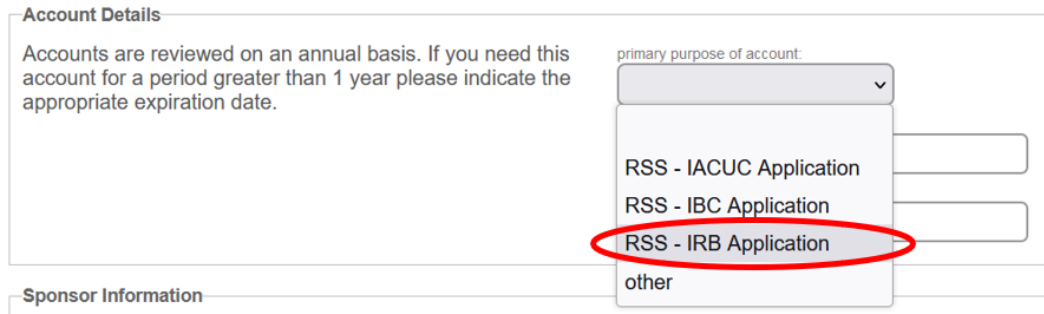 Account Details
Accounts are reviewed on an annual basis. If you need this
account for a period greater than 1 year please indicate the
appropriate expiration date.
primary purpose of account:
RSS - IACUC Application
RSS - IBC Application
RSS - IRB Application
other
Sponsor Information